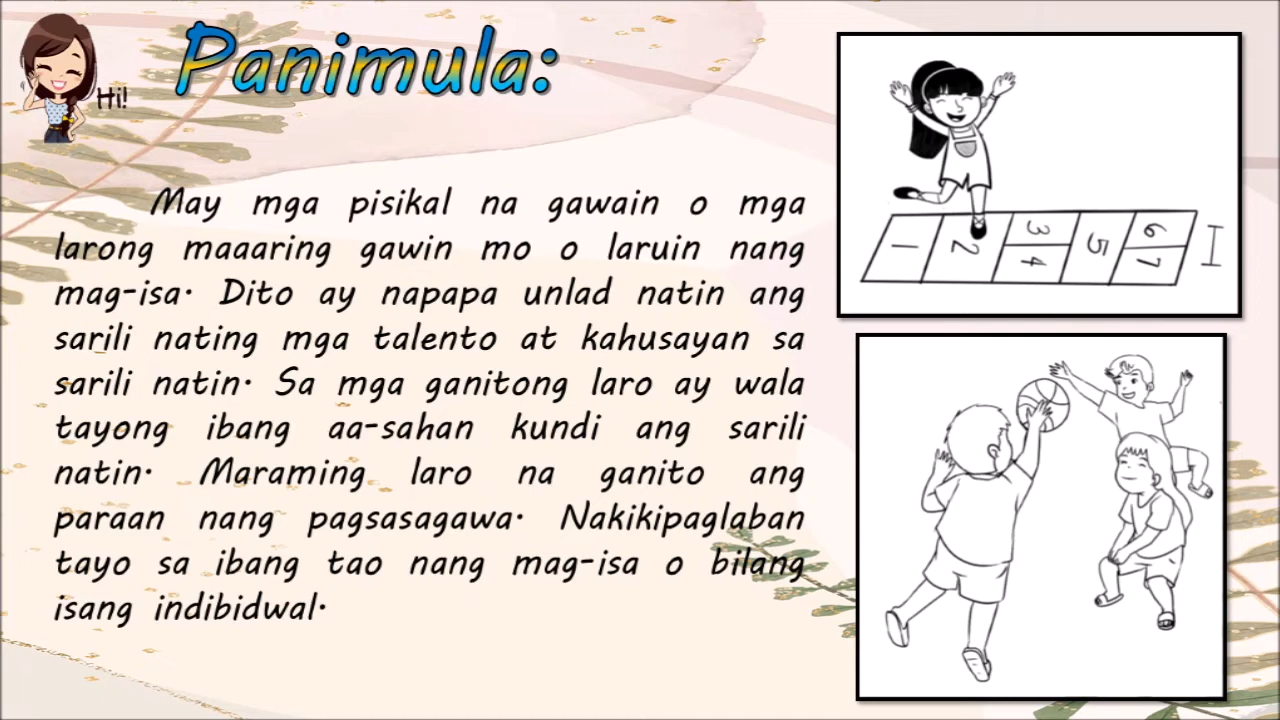 Panimula:
Hi!
May mga pisikal na gawain o mga
larong maaaring gawin mo o laruin nang
mag-isa. Dito ay napapa unlad natin ang
sarili nating mga talento at kahusayan sa
sarili natin. Sa mga ganitong laro ay wala
tayong ibang aa-sahan kundi ang sarili
natin. Maraming laro na ganito ang
paraan nang pagsasagawa. Nakikipaglaban
tayo sa ibang tao nang mag-isa o bilang
isang indibidwal.
1 2 3 4 5 6 7